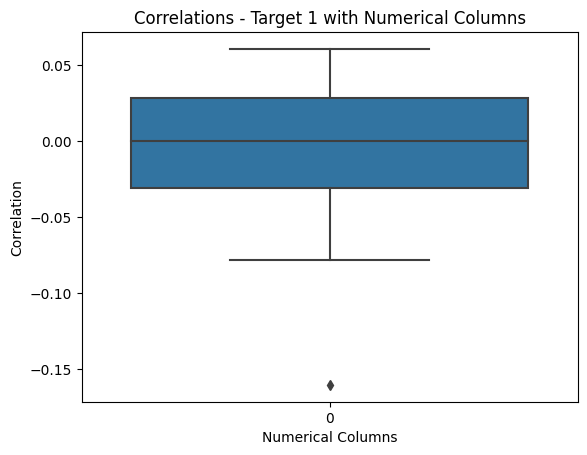 Correlations - Target 1 with Numerical Columns
0.05
0.00
−0.05
−0.10
−0.15
Correlation
0
Numerical Columns